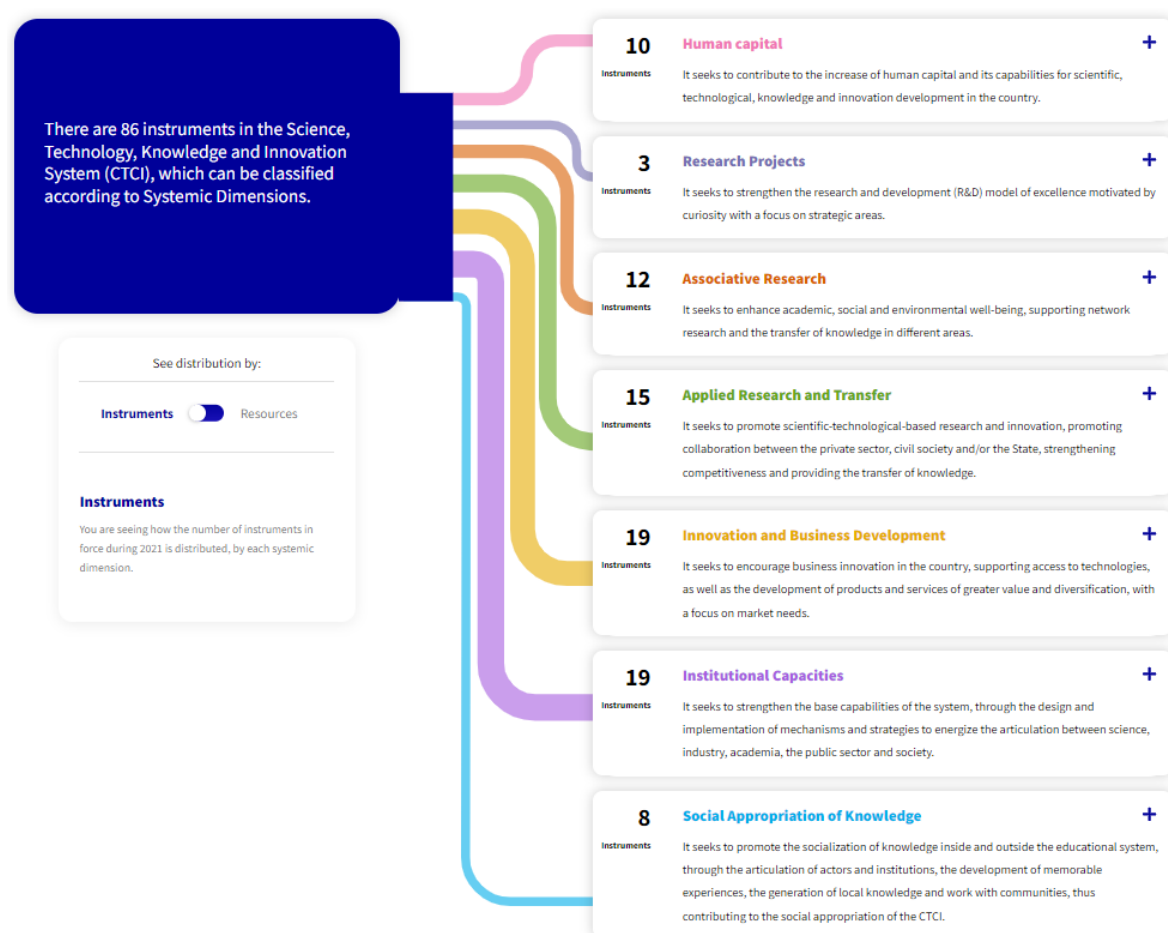 There are 86 instruments in the Science,
Technology, Knowledge and Innovation
System (CTCI), which can be classified
according to Systemic Dimensions.
See distribution by:
Instruments Resources
Instruments
You are seeing how the number of instruments in
force during 2021 is distributed, by each systemic
dimension.
10 Human capital +
Instruments
It seeks to contribute to the increase of human capital and its capabilities for scientific,
technological, knowledge and innovation development in the country.
3 Research Projects +
Instruments
It seeks to strengthen the research and development (R&D) model of excellence motivated by
curiosity with a focus on strategic areas.
12 Associative Research +
Instruments
It seeks to enhance academic, social and environmental well-being, supporting network
research and the transfer of knowledge in different areas.
15 Applied Research and Transfer +
Instruments
It seeks to promote scientific-technological-based research and innovation, promoting
collaboration between the private sector, civil society and/or the State, strengthening
competitiveness and providing the transfer of knowledge.
19 Innovation and Business Development +
Instruments
It seeks to encourage business innovation in the country, supporting access to technologies,
as well as the development of products and services of greater value and diversification, with
a focus on market needs.
19 Institutional Capacities +
Instruments
It seeks to strengthen the base capabilities of the system, through the design and
implementation of mechanisms and strategies to energize the articulation between science,
industry, academia, the public sector and society.
8 Social Appropriation of Knowledge +
Instruments
It seeks to promote the socialization of knowledge inside and outside the educational system,
through the articulation of actors and institutions, the development of memorable
experiences, the generation of local knowledge and work with communities, thus
contributing to the social appropriation of the CTCI.